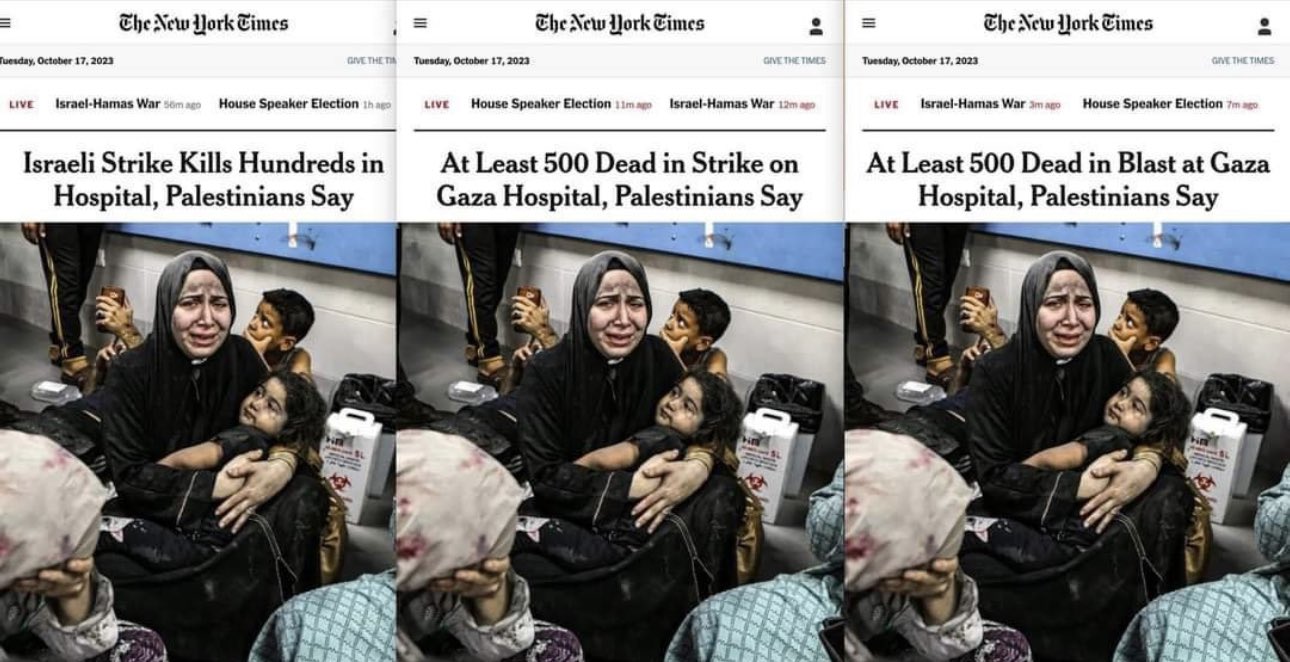 The New York Times
Tuesday, October 17, 2023
GIVE THE
LIVE Israel-Hamas War 56m ago House Speaker Election 1h ago
Israeli Strike Kills Hundreds in
Hospital, Palestinians Say
The New York Times
Tuesday, October 17, 2023 GIVE THE TIMES
LIVE House Speaker Election 11m ago Israel-Hamas War 12m ago
At Least 500 Dead in Strike on
Gaza Hospital, Palestinians Say
The New York Times
Tuesday, October 17, 2023 GIVE THE TIMES
LIVE Israel-Hamas War 3m ago House Speaker Election 7m ago
At Least 500 Dead in Blast at Gaza
Hospital, Palestinians Say